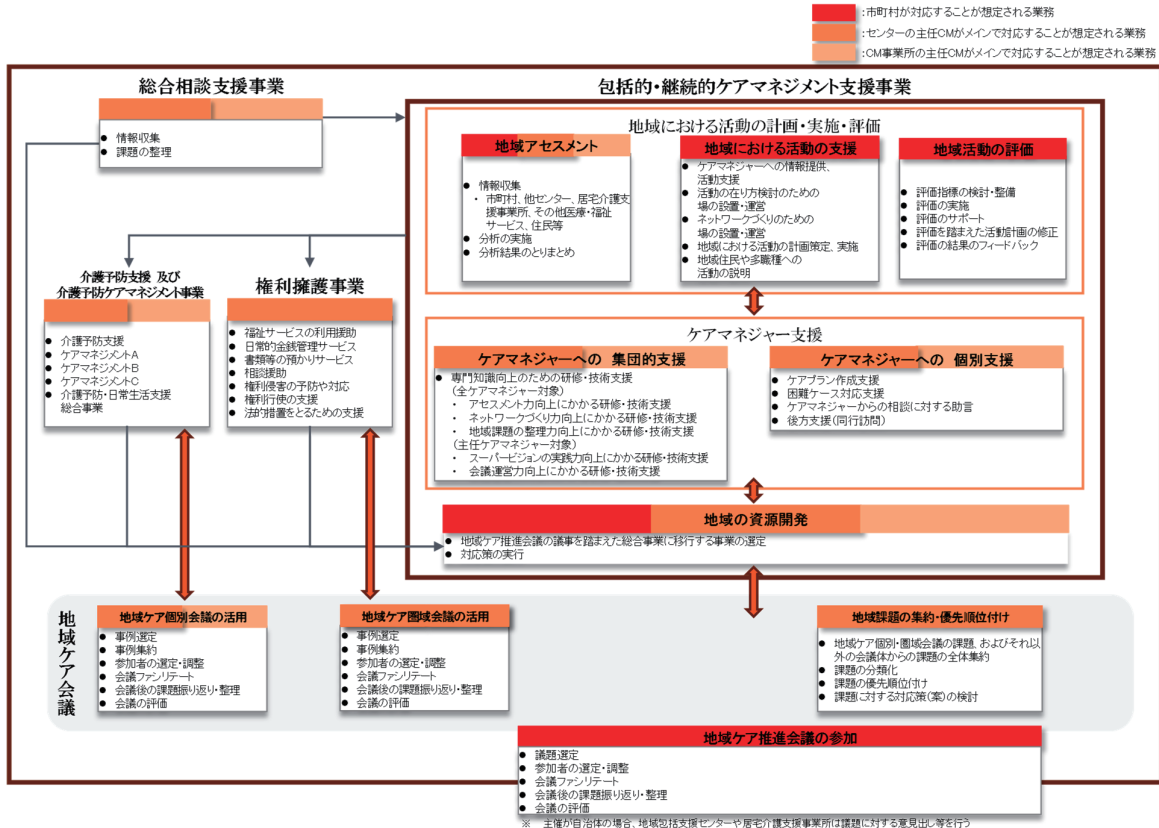 ：市町村が対応することが想定される業務
：センターの主任CMがメインで対応することが想定される業務
：CM事業所の主任CMがメインで対応することが想定される業務
総合相談支援事業
● 情報収集
● 課題の整理
包括的・継続的ケアマネジメント支援事業
地域における活動の計画・実施・評価
地域アセスメント
● 情報収集
・ 市町村、他センター、居宅介護支
援事業所、その他医療・福祉
サービス、住民等
● 分析の実施
● 分析結果のとりまとめ
地域における活動の支援
● ケアマネジャーへの情報提供、
活動支援
● 活動の在り方検討のための
場の設置・運営
● ネットワークづくりのための
場の設置・運営
● 地域における活動の計画策定、実施
● 地域住民や多職種への
活動の説明
地域活動の評価
● 評価指標の検討・整備
● 評価の実施
● 評価のサポート
● 評価を踏まえた活動計画の修正
● 評価の結果のフィードバック
介護予防支援 及び
介護予防ケアマネジメント事業
● 介護予防支援
● ケアマネジメントA
● ケアマネジメントB
● ケアマネジメントC
● 介護予防・日常生活支援
総合事業
権利擁護事業
● 福祉サービスの利用援助
● 日常的金銭管理サービス
● 書類等の預かりサービス
● 相談援助
● 権利侵害の予防や対応
● 権利行使の支援
● 法的措置をとるための支援
ケアマネジャー支援
ケアマネジャーへの 集団的支援
● 専門知識向上のための研修・技術支援
(全ケアマネジャー対象)
・ アセスメント力向上にかかる研修・技術支援
・ ネットワークづくり力向上にかかる研修・技術支援
・ 地域課題の整理力向上にかかる研修・技術支援
(主任ケアマネジャー対象)
・ スーパービジョンの実践力向上にかかる研修・技術支援
・ 会議運営力向上にかかる研修・技術支援
ケアマネジャーへの 個別支援
● ケアプラン作成支援
● 困難ケース対応支援
● ケアマネジャーからの相談に対する助言
● 後方支援(同行訪問)
地域の資源開発
● 地域ケア推進会議の議事を踏まえた総合事業に移行する事業の選定
● 対応策の実行
地域ケア会議
地域ケア個別会議の活用
● 事例選定
● 事例集約
● 参加者の選定・調整
● 会議ファシリテート
● 会議後の課題振り返り・整理
● 会議の評価
地域ケア圏域会議の活用
● 事例選定
● 事例集約
● 参加者の選定・調整
● 会議ファシリテート
● 会議後の課題振り返り・整理
● 会議の評価
地域課題の集約・優先順位付け
● 地域ケア個別・圏域会議の課題、およびそれ以
外の会議体からの課題の全体集約
● 課題の分類化
● 課題の優先順位付け
● 課題に対する対応策(案)の検討
地域ケア推進会議の参加
● 議題選定
● 参加者の選定・調整
● 会議ファシリテート
● 会議後の課題振り返り・整理
● 会議の評価
※ 主催が自治体の場合、地域包括支援センターや居宅介護支援事業所は議題に対する意見出し等を行う